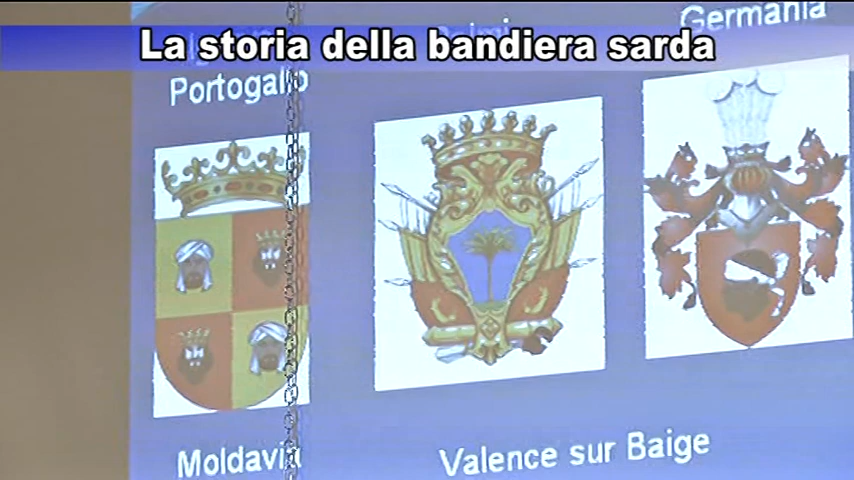 Germania
La storia della bandiera sarda
Portogallo
Moldavia
Valence sur Baige